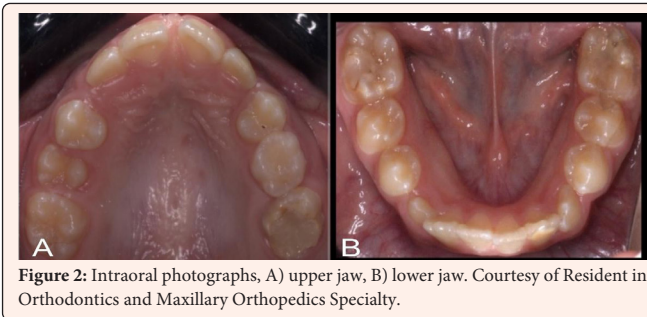 A
B
Figure 2: Intraoral photographs, A) upper jaw, B) lower jaw. Courtesy of Resident in
Orthodontics and Maxillary Orthopedics Specialty.